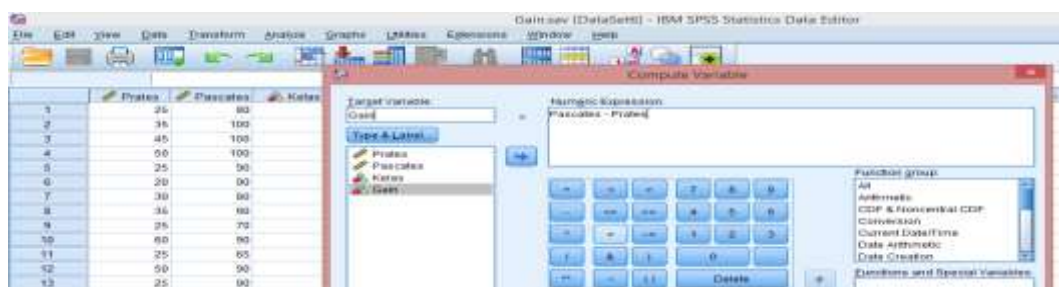 Gain.sav [DataSet6] - IBM SPSS Statistics Data Editor
File Edit View Data Transform Analyze Graphs Utilities Extensions Window Help
Compute Variable
Prates Pascates Kelas
1 25 80
2 35 100
3 45 100
4 50 100
5 25 90
6 20 80
7 30 80
8 35 90
9 25 70
10 60 90
11 25 65
12 50 90
13 25 90
Target Variable:
Gain
Type & Label...
Prates
Pascates
Kelas
Gain
=
Numeric Expression:
Pascates - Prates
7 8 9
1 2 3
0
Delete
Function group:
All
Arithmetic
CDF & Noncentral CDF
Conversion
Current Date/Time
Date Arithmetic
Date Creation
Functions and Special Variables: